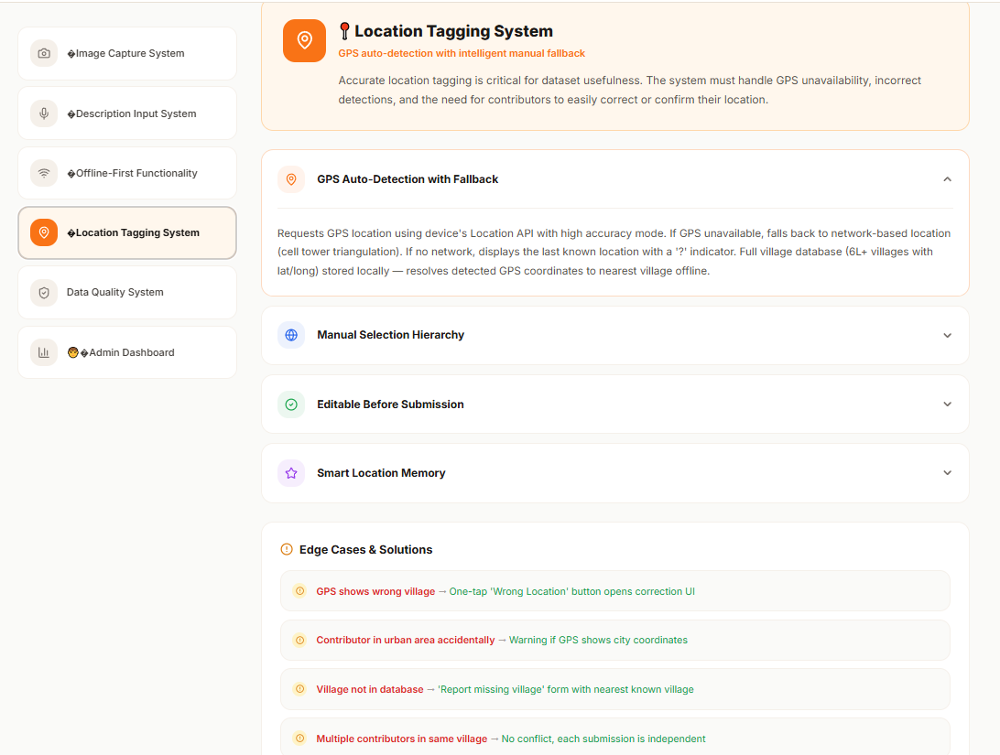 �Image Capture System
�Description Input System
�Offline-First Functionality
�Location Tagging System
Data Quality System
🧑�Admin Dashboard
📍Location Tagging System
GPS auto-detection with intelligent manual fallback
Accurate location tagging is critical for dataset usefulness. The system must handle GPS unavailability, incorrect
detections, and the need for contributors to easily correct or confirm their location.
GPS Auto-Detection with Fallback
Requests GPS location using device's Location API with high accuracy mode. If GPS unavailable, falls back to network-based location
(cell tower triangulation). If no network, displays the last known location with a '?' indicator. Full village database (6L+ villages with
lat/long) stored locally — resolves detected GPS coordinates to nearest village offline.
Manual Selection Hierarchy
Editable Before Submission
Smart Location Memory
Edge Cases & Solutions
GPS shows wrong village → One-tap 'Wrong Location' button opens correction UI
Contributor in urban area accidentally → Warning if GPS shows city coordinates
Village not in database → 'Report missing village' form with nearest known village
Multiple contributors in same village → No conflict, each submission is independent